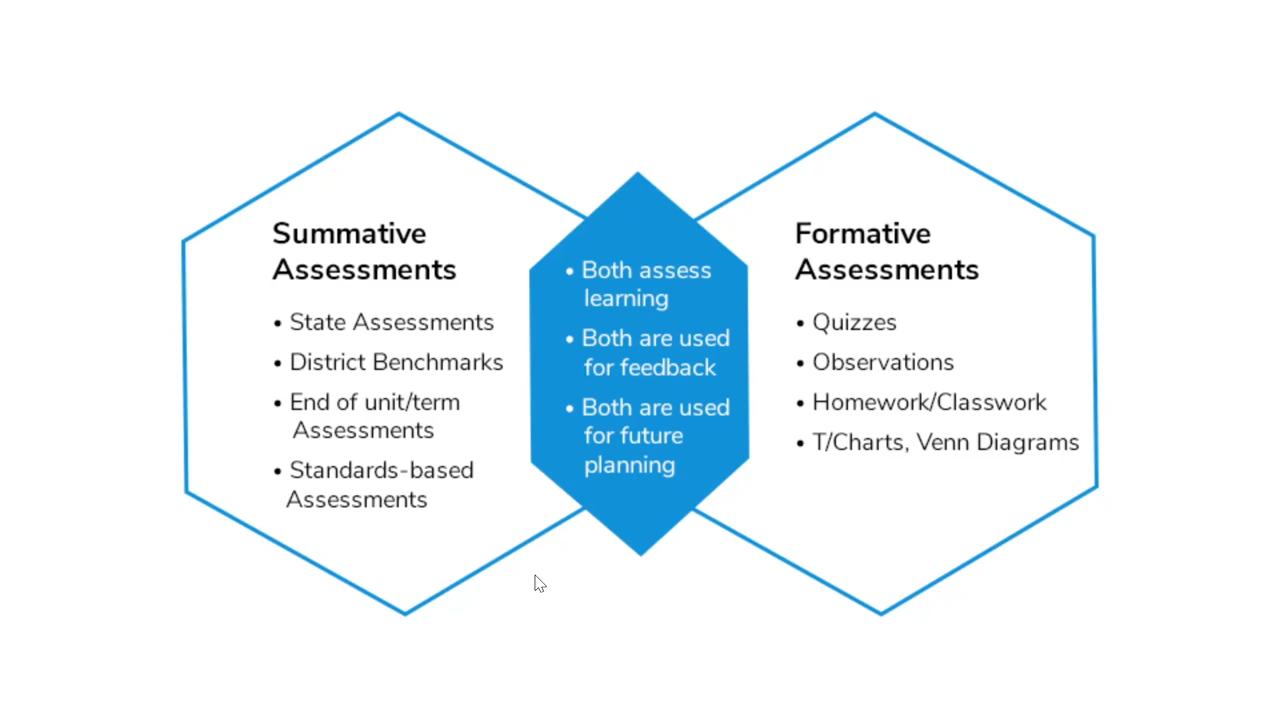 Summative
Assessments
• State Assessments
• District Benchmarks
• End of unit/term
Assessments
• Standards-based
Assessments
• Both assess
learning
• Both are used
for feedback
• Both are used
for future
planning
Formative
Assessments
• Quizzes
• Observations
• Homework/Classwork
• T/Charts, Venn Diagrams